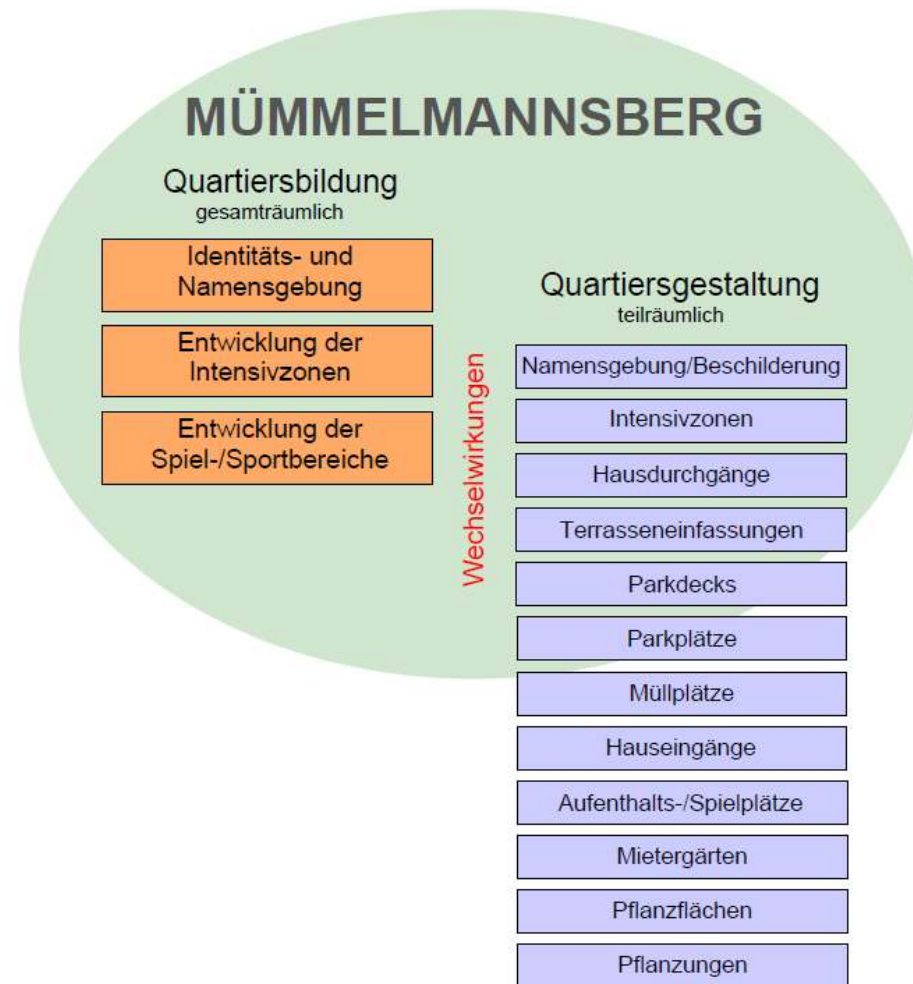 MÜMMELMANNSBERG
Quartiersbildung
gesamträumlich
Identitäts- und
Namensgebung
Entwicklung der
Intensivzonen
Entwicklung der
Spiel-/Sportbereiche
Wechselwirkungen
Quartiersgestaltung
teilräumlich
Namensgebung/Beschilderung
Intensivzonen
Hausdurchgänge
Terrasseneinfassungen
Parkdecks
Parkplätze
Müllplätze
Hauseingänge
Aufenthalts-/Spielplätze
Mietergärten
Pflanzflächen
Pflanzungen